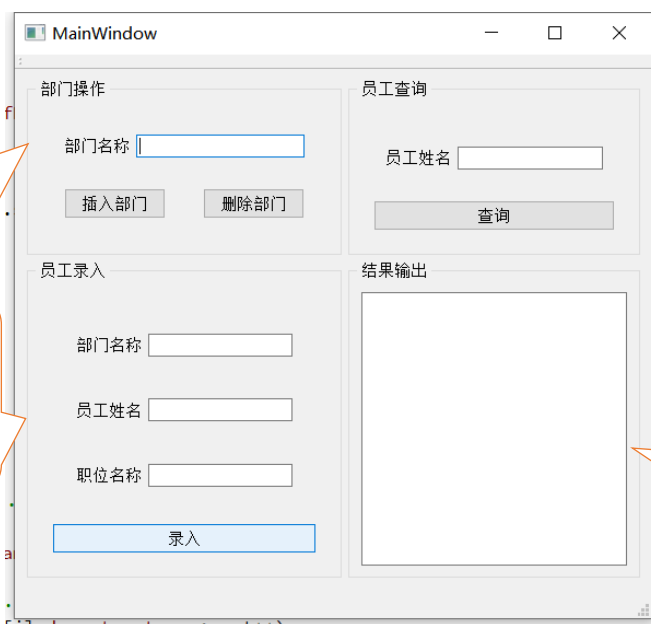 MainWindow
部门操作
部门名称
插入部门
删除部门
员工查询
员工姓名
查询
员工录入
部门名称
员工姓名
职位名称
录入
结果输出